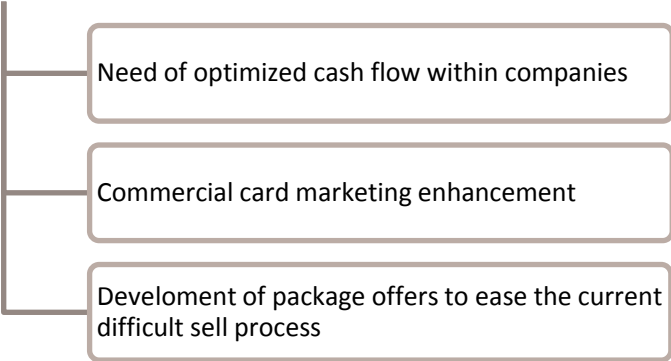 Need of optimized cash flow within companies
Commercial card marketing enhancement
Develoment of package offers to ease the current
difficult sell process